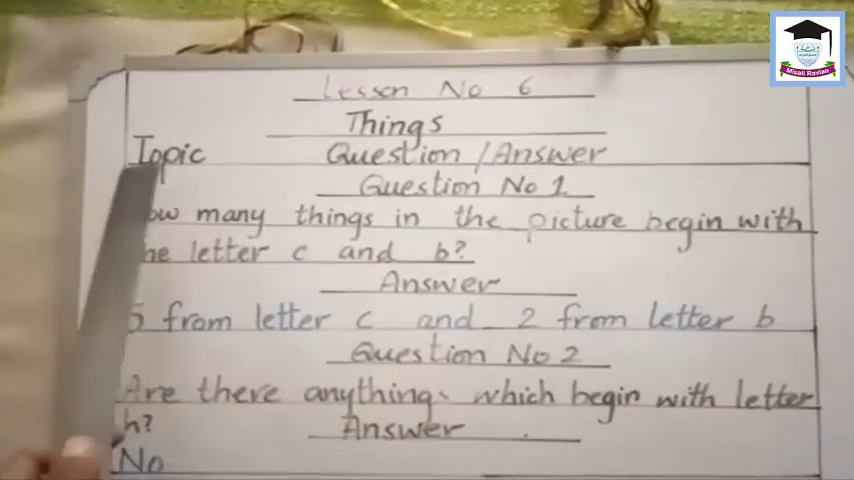 Misali Ravian
Lesson No 6
Things
Topic Question / Answer
Question No 1
ow many things in the picture begin with
he letter c and b?
Answer
5 from letter c and 2 from letter b
Question No 2
Are there anythings which begin with letter
h?
Answer
No